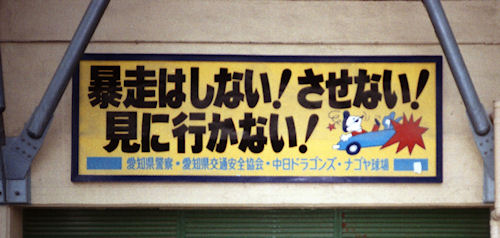 暴走はしない!させない!
見に行かない!
愛知県警察・愛知県交通安全協会・中日ドラゴンズ・ナゴヤ球場